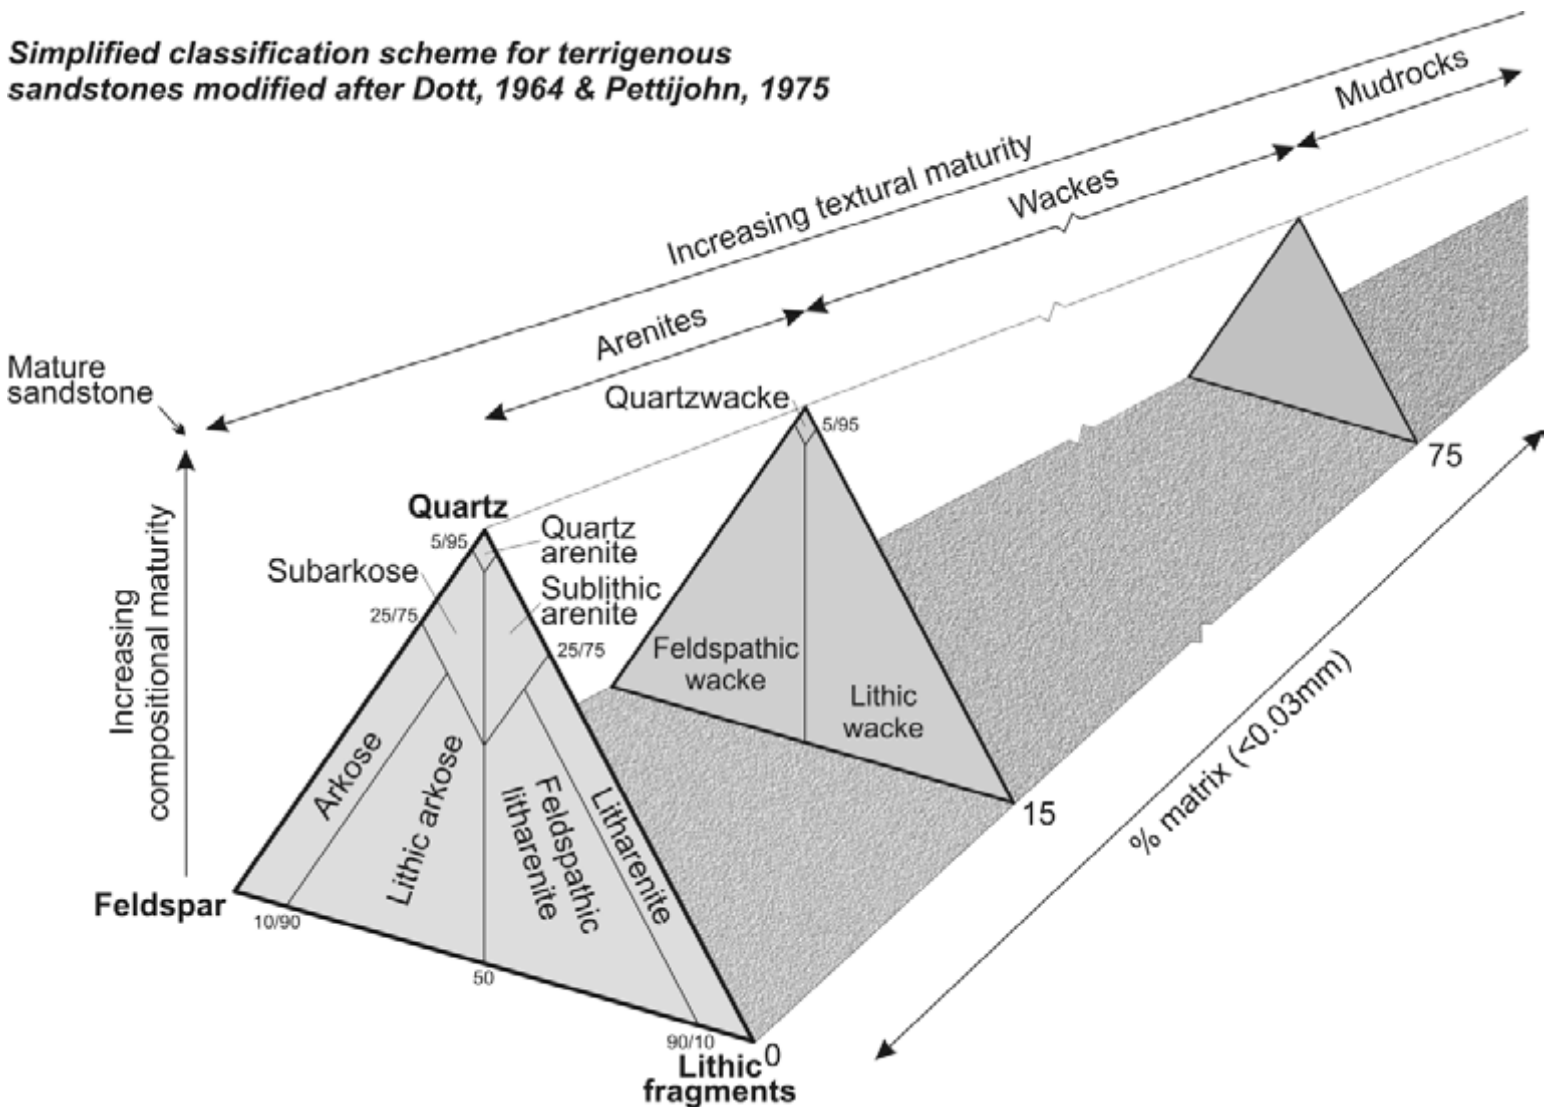 Simplified classification scheme for terrigenous
sandstones modified after Dott, 1964 & Pettijohn, 1975
Mudrocks
Increasing textural maturity
Wackes
Arenites
Mature
sandstone
Quartzwacke
5/95
75
Quartz
5/95
Quartz
arenite
Subarkose
Sublithic
arenite
25/75
25/75
Increasing
compositional maturity
Feldspathic
wacke
Lithic
wacke
% matrix (<0.03mm)
15
Arkose
Lithic arkose
Feldspathic
litharenite
Litharenite
Feldspar
10/90
50
90/10
0
Lithic
fragments